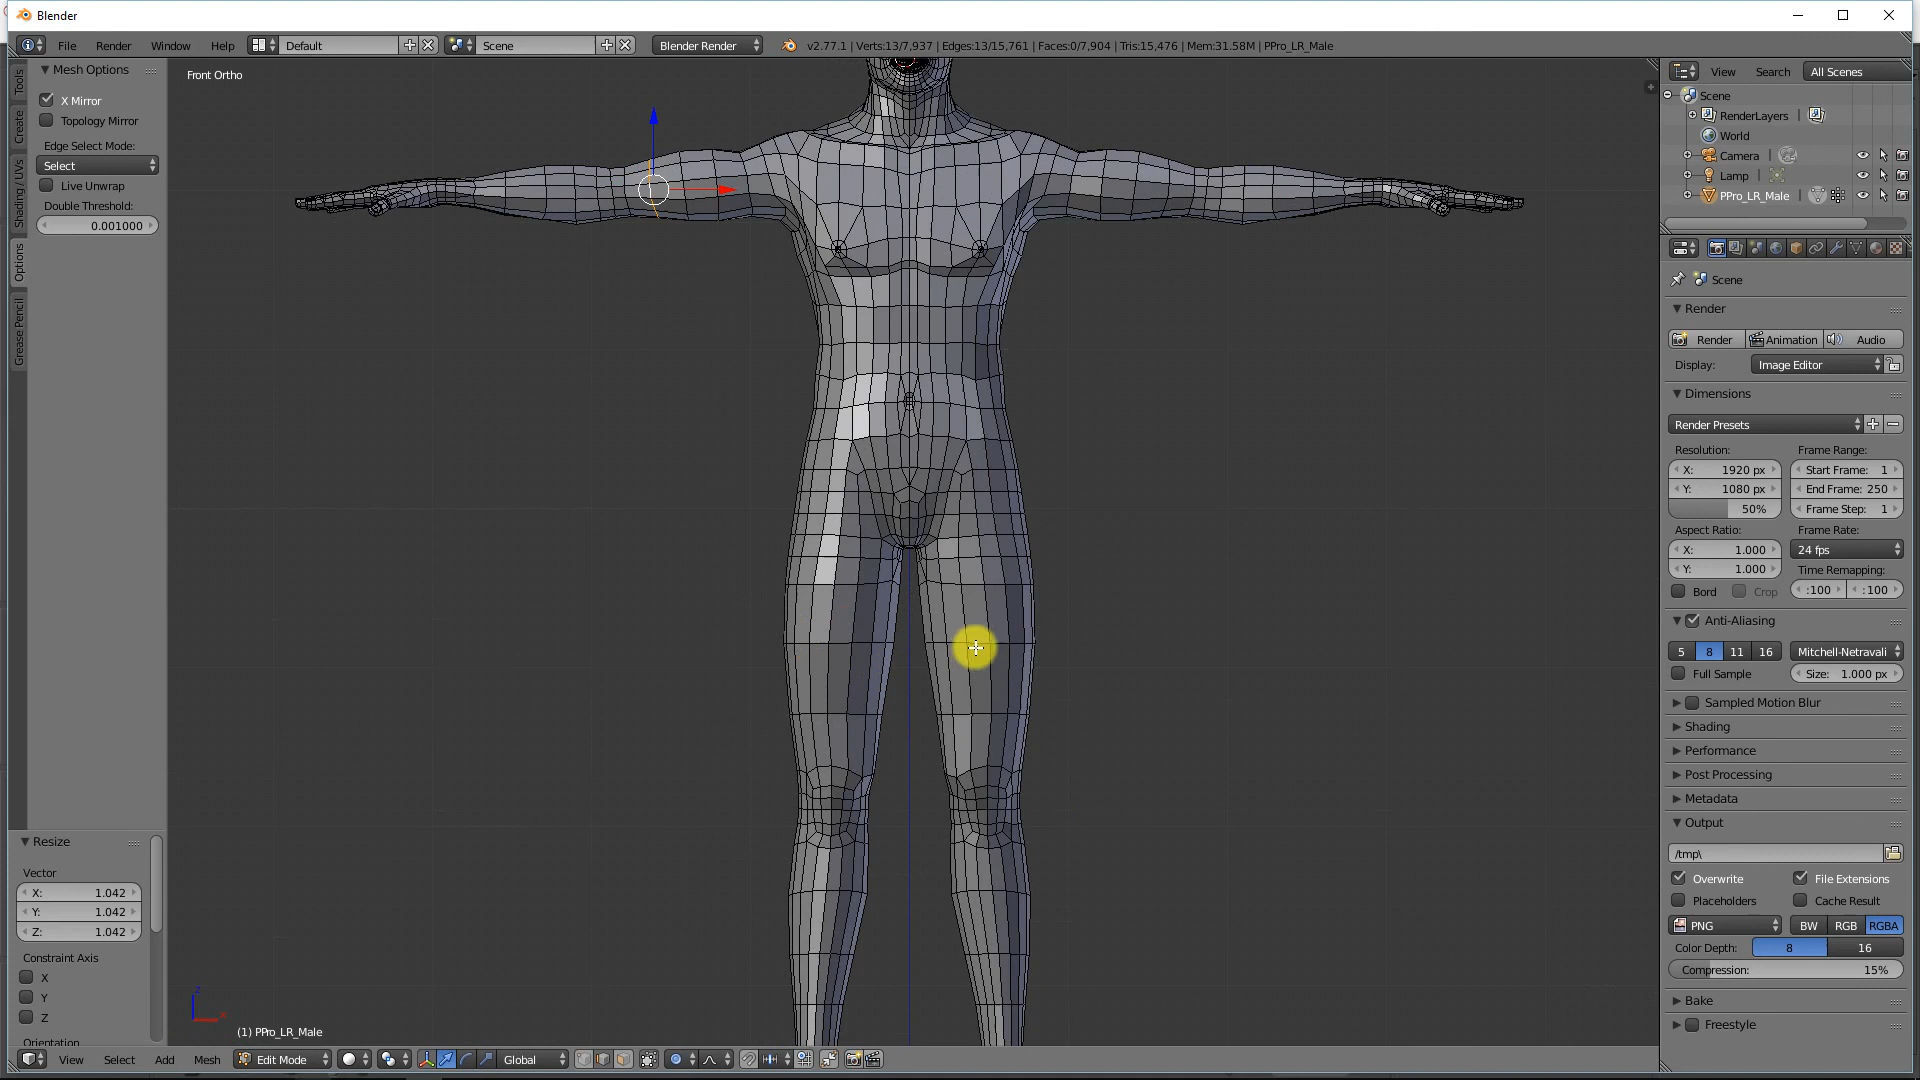 Blender
File Render Window Help Default Scene Blender Render v2.77.1 | Verts:13/7,937 | Edges:13/15,761 | Faces:0/7,904 | Tris:15,476 | Mem:31.58M | PPro_LR_Male
Tools
Create
Shading / UVs
Options
Grease Pencil
Mesh Options
X Mirror
Topology Mirror
Edge Select Mode:
Select
Live Unwrap
Double Threshold:
0.001000
Resize
Vector
X: 1.042
Y: 1.042
Z: 1.042
Constraint Axis
X
Y
Z
Orientation
Front Ortho
z
x
(1) PPro_LR_Male
View Select Add Mesh Edit Mode Global
View Search All Scenes
Scene
RenderLayers
World
Camera
Lamp
PPro_LR_Male
Scene
Render
Render Animation Audio
Display: Image Editor
Dimensions
Render Presets
Resolution: Frame Range:
X: 1920 px Start Frame: 1
Y: 1080 px End Frame: 250
50% Frame Step: 1
Aspect Ratio: Frame Rate:
X: 1.000 24 fps
Y: 1.000 Time Remapping:
Bord Crop :100 :100
Anti-Aliasing
5 8 11 16 Mitchell-Netravali
Full Sample Size: 1.000 px
Sampled Motion Blur
Shading
Performance
Post Processing
Metadata
Output
/tmp\
Overwrite File Extensions
Placeholders Cache Result
PNG BW RGB RGBA
Color Depth: 8 16
Compression: 15%
Bake
Freestyle